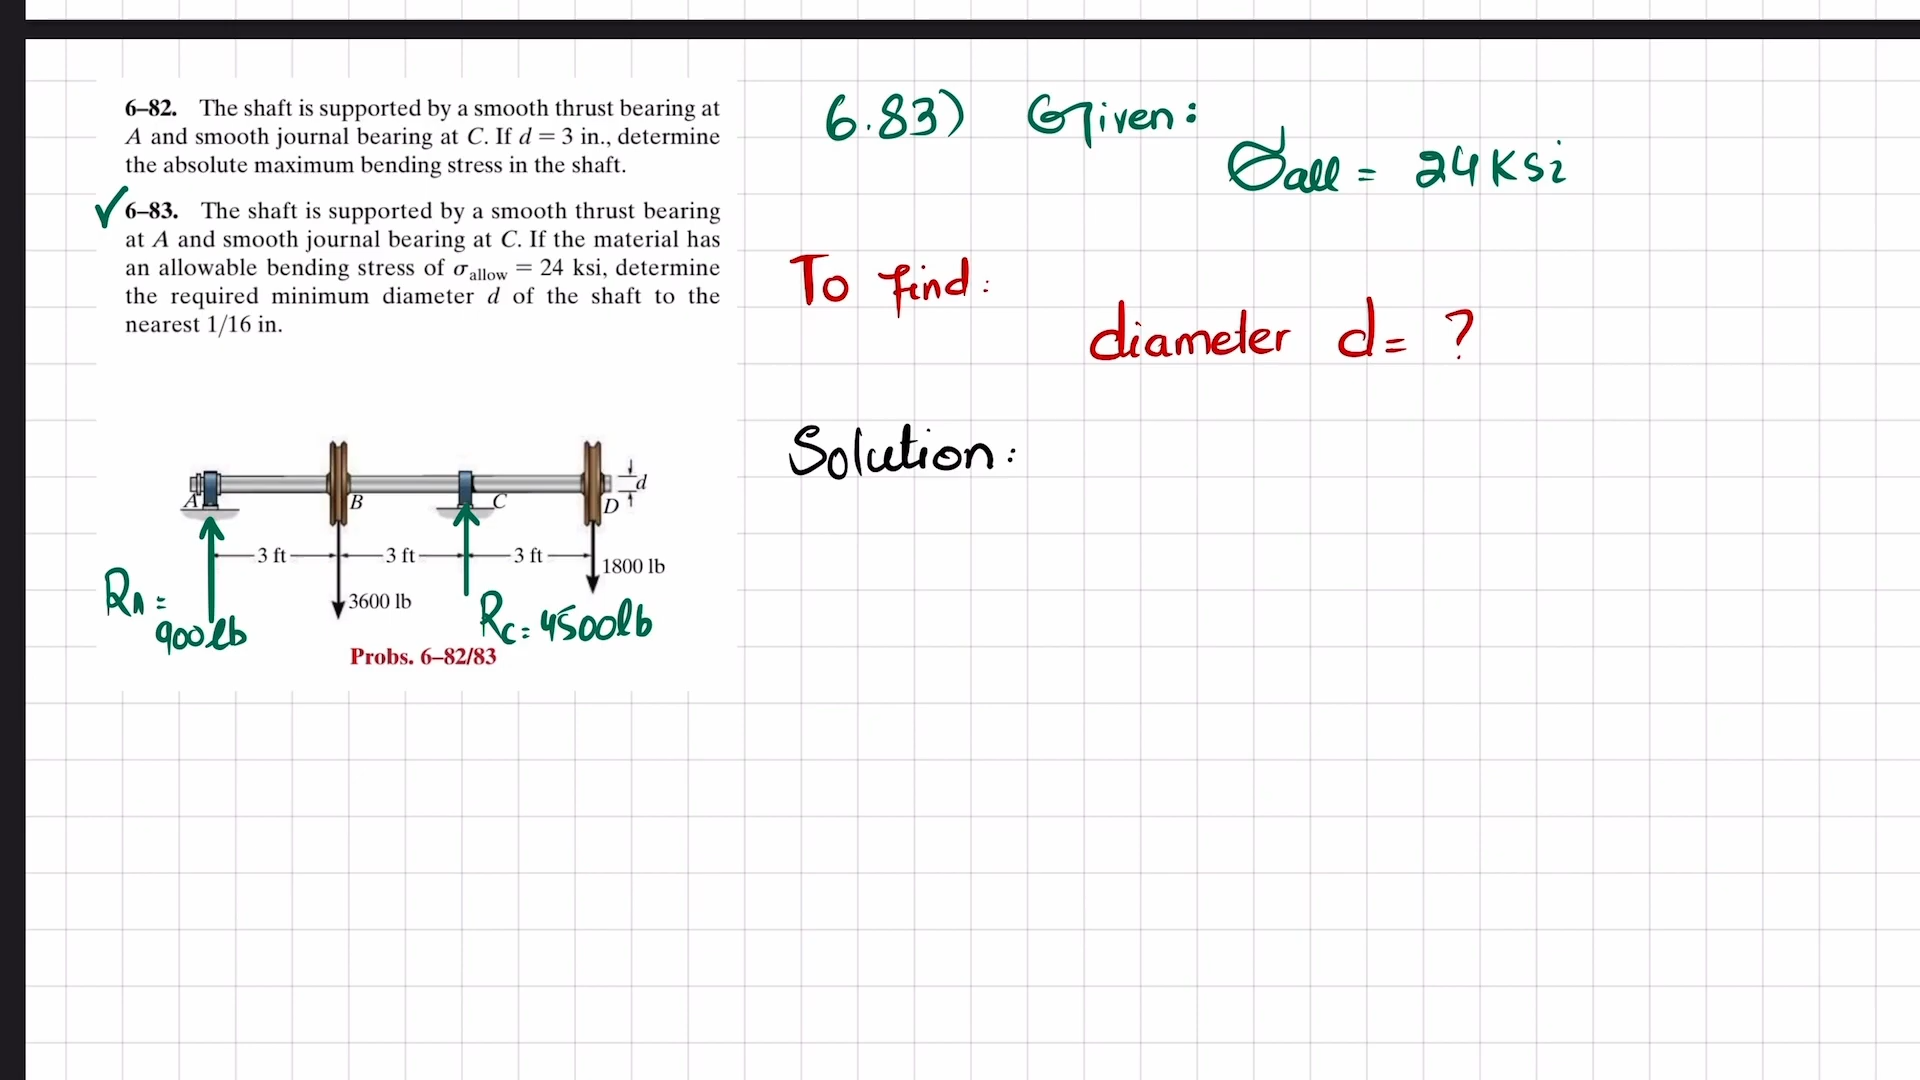 6–82. The shaft is supported by a smooth thrust bearing at
A and smooth journal bearing at C. If d = 3 in., determine
the absolute maximum bending stress in the shaft.
✓ 6–83. The shaft is supported by a smooth thrust bearing
at A and smooth journal bearing at C. If the material has
an allowable bending stress of σallow = 24 ksi, determine
the required minimum diameter d of the shaft to the
nearest 1/16 in.
A
B
C
D
d
3 ft
3 ft
3 ft
1800 lb
3600 lb
RA =
900lb
RC = 4500lb
Probs. 6–82/83
6.83) Given:
σall = 24 Ksi
To find:
diameter d = ?
Solution: